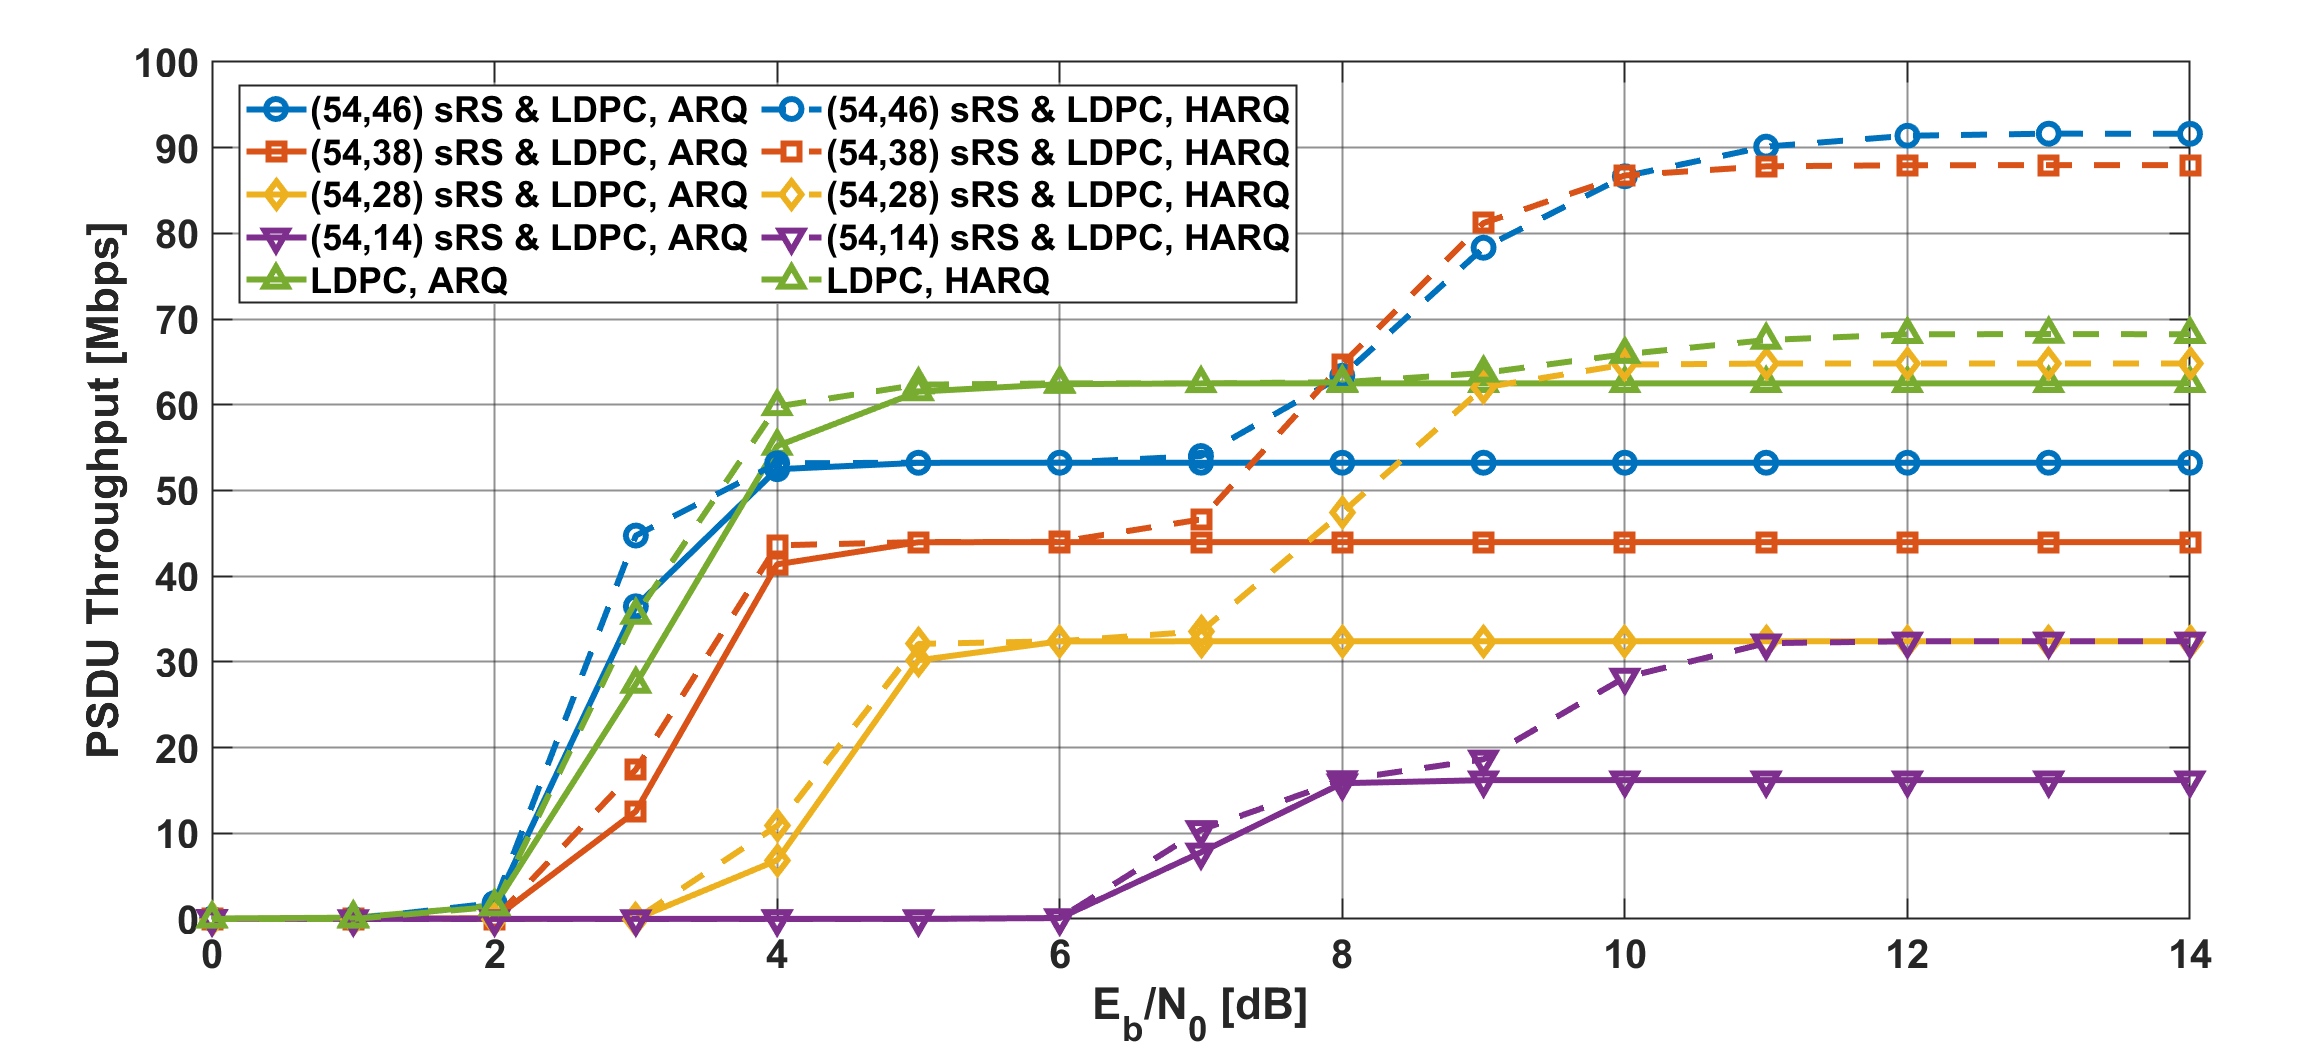 100
90
80
70
60
50
40
30
20
10
0
PSDU Throughput [Mbps]
(54,46) sRS & LDPC, ARQ (54,46) sRS & LDPC, HARQ
(54,38) sRS & LDPC, ARQ (54,38) sRS & LDPC, HARQ
(54,28) sRS & LDPC, ARQ (54,28) sRS & LDPC, HARQ
(54,14) sRS & LDPC, ARQ (54,14) sRS & LDPC, HARQ
LDPC, ARQ LDPC, HARQ
0 2 4 6 8 10 12 14
E_b/N_0 [dB]